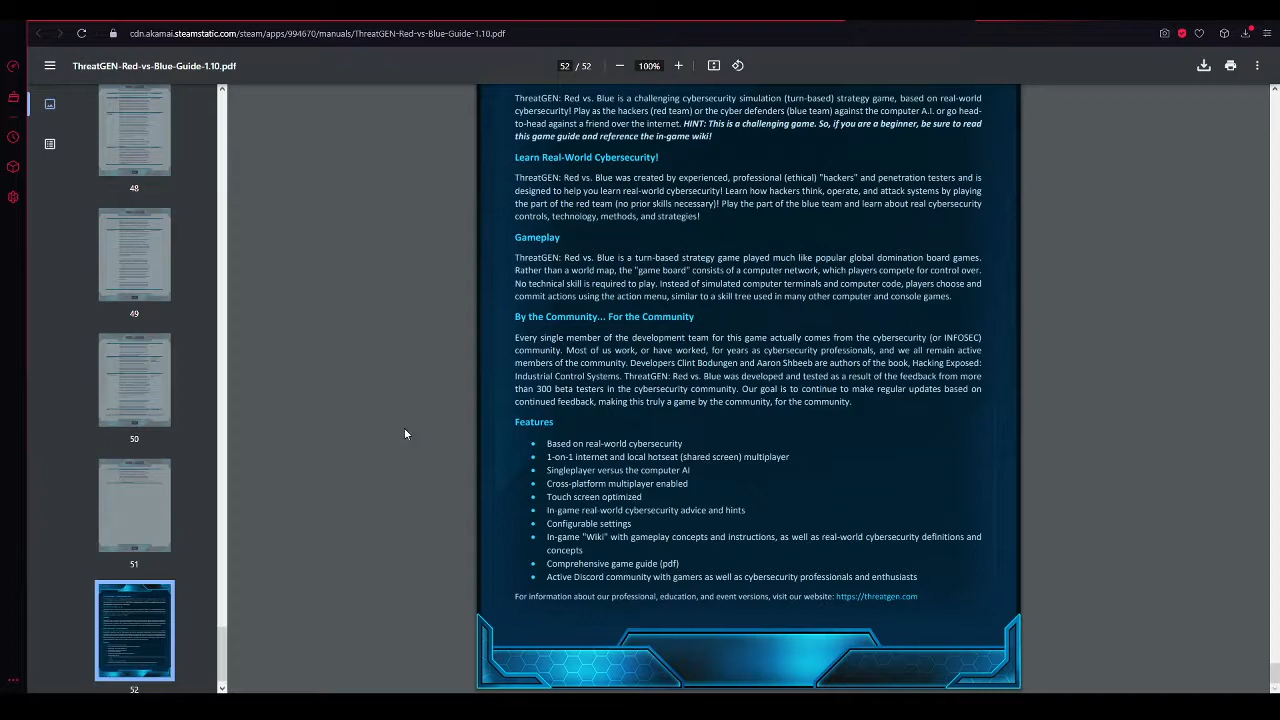 cdn.akamai.steamstatic.com/steam/apps/994670/manuals/ThreatGEN-Red-vs-Blue-Guide-1.10.pdf
ThreatGEN-Red-vs-Blue-Guide-1.10.pdf
52 / 52
100%
48
49
50
51
52
ThreatGEN: Red vs. Blue is a challenging cybersecurity simulation (turn-based) strategy game, based on real-world
cybersecurity! Play as the hackers (red team) or the cyber defenders (blue team) against the computer A.I. or go head-
to-head against a friend over the internet. HINT: This is a challenging game. So, if you are a beginner, be sure to read
this game guide and reference the in-game wiki!
Learn Real-World Cybersecurity!
ThreatGEN: Red vs. Blue was created by experienced, professional (ethical) "hackers" and penetration testers and is
designed to help you learn real-world cybersecurity! Learn how hackers think, operate, and attack systems by playing
the part of the red team (no prior skills necessary)! Play the part of the blue team and learn about real cybersecurity
controls, technology, methods, and strategies!
Gameplay
ThreatGEN: Red vs. Blue is a turn-based strategy game played much like popular global domination board games.
Rather than a world map, the "game board" consists of a computer network, which players compete for control over.
No technical skill is required to play. Instead of simulated computer terminals and computer code, players choose and
commit actions using the action menu, similar to a skill tree used in many other computer and console games.
By the Community... For the Community
Every single member of the development team for this game actually comes from the cybersecurity (or INFOSEC)
community. Most of us work, or have worked, for years as cybersecurity professionals, and we all remain active
members of the community. Developers Clint Bodungen and Aaron Shbeeb are authors of the book, Hacking Exposed:
Industrial Control Systems. ThreatGEN: Red vs. Blue was developed and tested as a result of the feedback from more
than 300 beta testers in the cybersecurity community. Our goal is to continue to make regular updates based on
continued feedback, making this truly a game by the community, for the community.
Features
• Based on real-world cybersecurity
• 1-on-1 internet and local hotseat (shared screen) multiplayer
• Singleplayer versus the computer AI
• Cross-platform multiplayer enabled
• Touch screen optimized
• In-game real-world cybersecurity advice and hints
• Configurable settings
• In-game "Wiki" with gameplay concepts and instructions, as well as real-world cybersecurity definitions and
concepts
• Comprehensive game guide (pdf)
• Active Discord community with gamers as well as cybersecurity professionals and enthusiasts
For information about our professional, education, and event versions, visit our website: https://threatgen.com